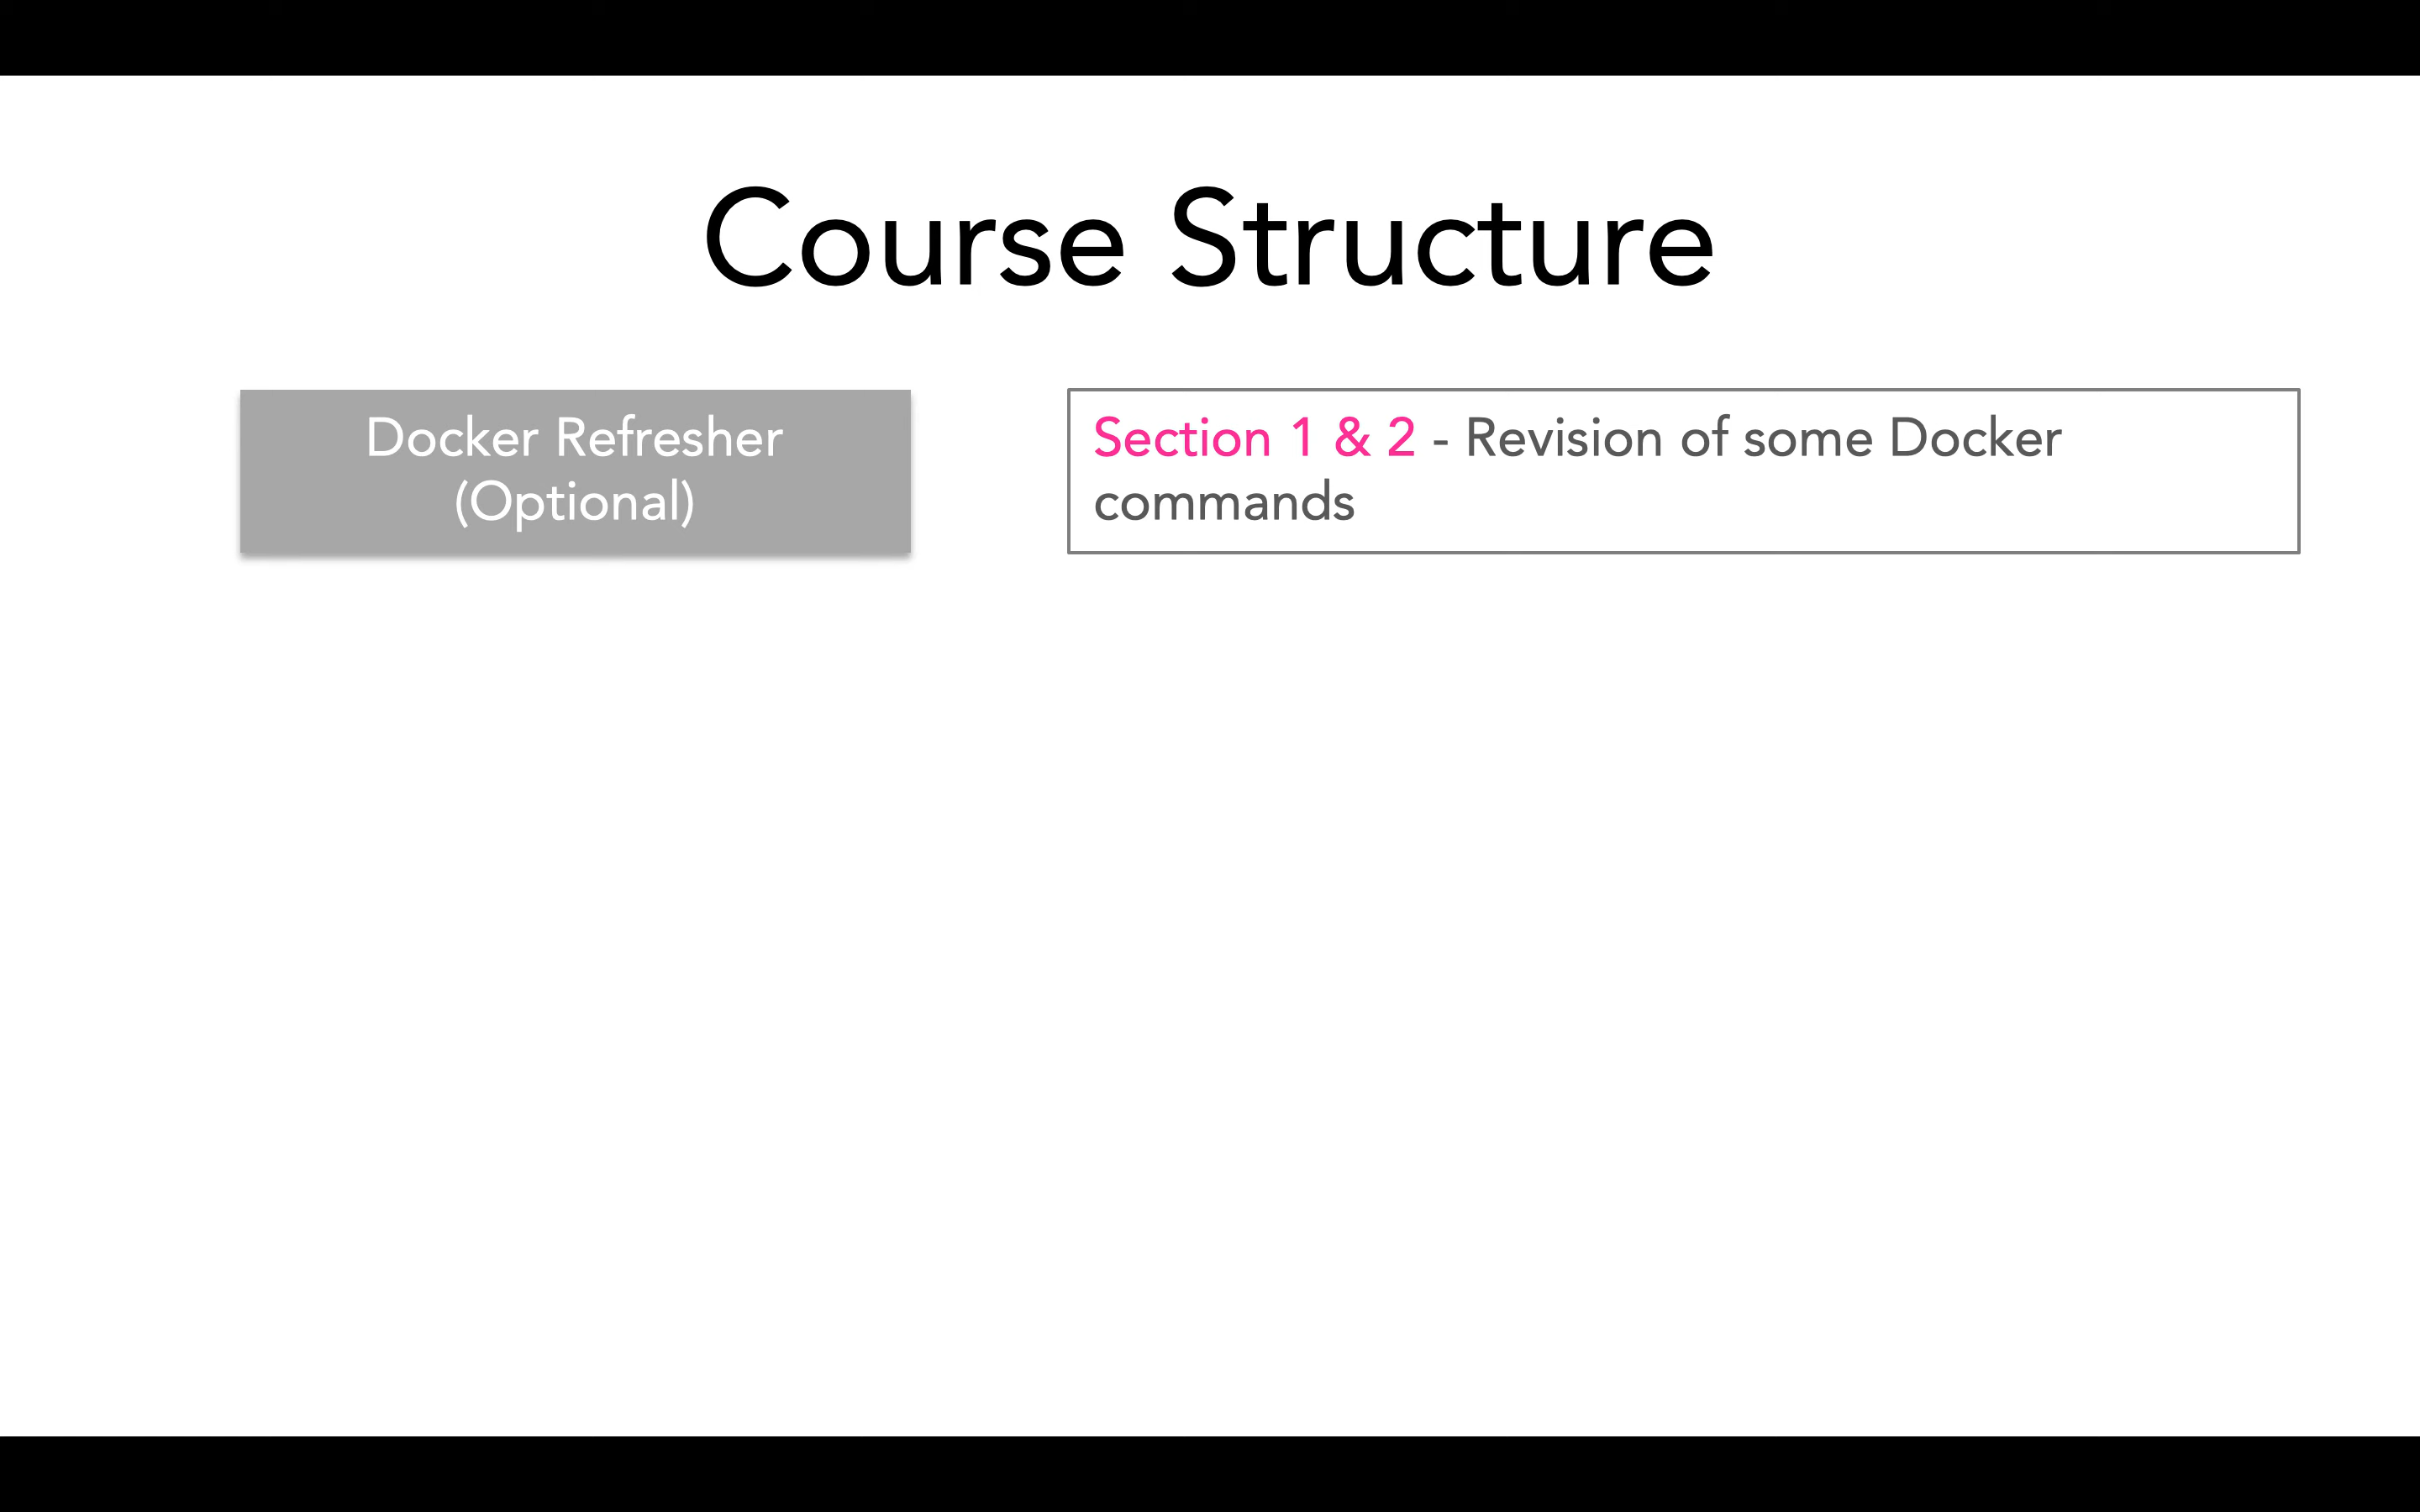 Course Structure
Docker Refresher
(Optional)
Section 1 & 2 - Revision of some Docker
commands